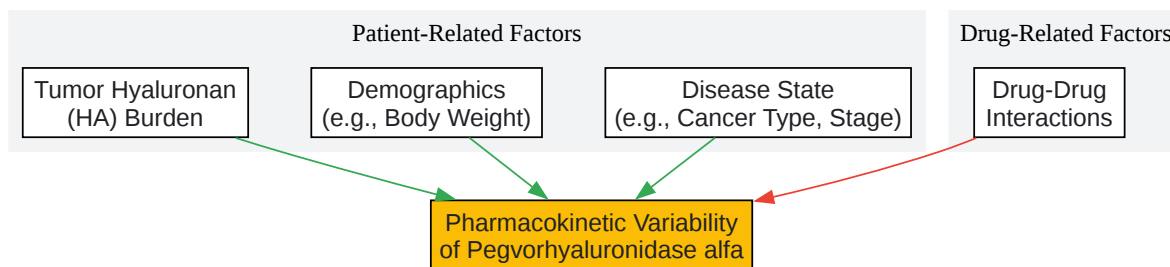 Patient-Related Factors
Drug-Related Factors
Tumor Hyaluronan
(HA) Burden
Demographics
(e.g., Body Weight)
Disease State
(e.g., Cancer Type, Stage)
Drug-Drug
Interactions
Pharmacokinetic Variability
of Pegvorhyaluronidase alfa